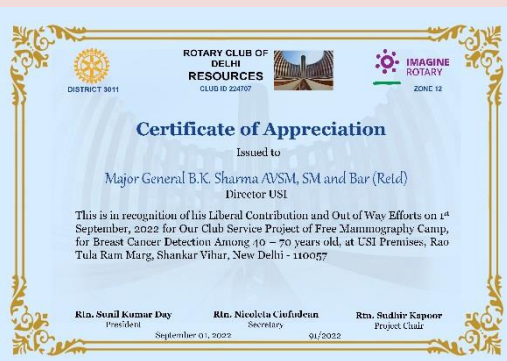 ROTARY CLUB OF
DELHI
RESOURCES
CLUB ID 224707
DISTRICT 3011
IMAGINE
ROTARY
ZONE 12
Certificate of Appreciation
Issued to
Major General B.K. Sharma AVSM, SM and Bar (Retd)
Director USI
This is in recognition of his Liberal Contribution and Out of Way Efforts on 1st
September, 2022 for Our Club Service Project of Free Mammography Camp,
for Breast Cancer Detection Among 40 – 70 years old, at USI Premises, Rao
Tula Ram Marg, Shankar Vihar, New Delhi - 110057
Rtn. Sunil Kumar Day
President
Rtn. Nicoleta Ciofudean
Secretary
Rtn. Sudhir Kapoor
Project Chair
September 01, 2022
91/2022